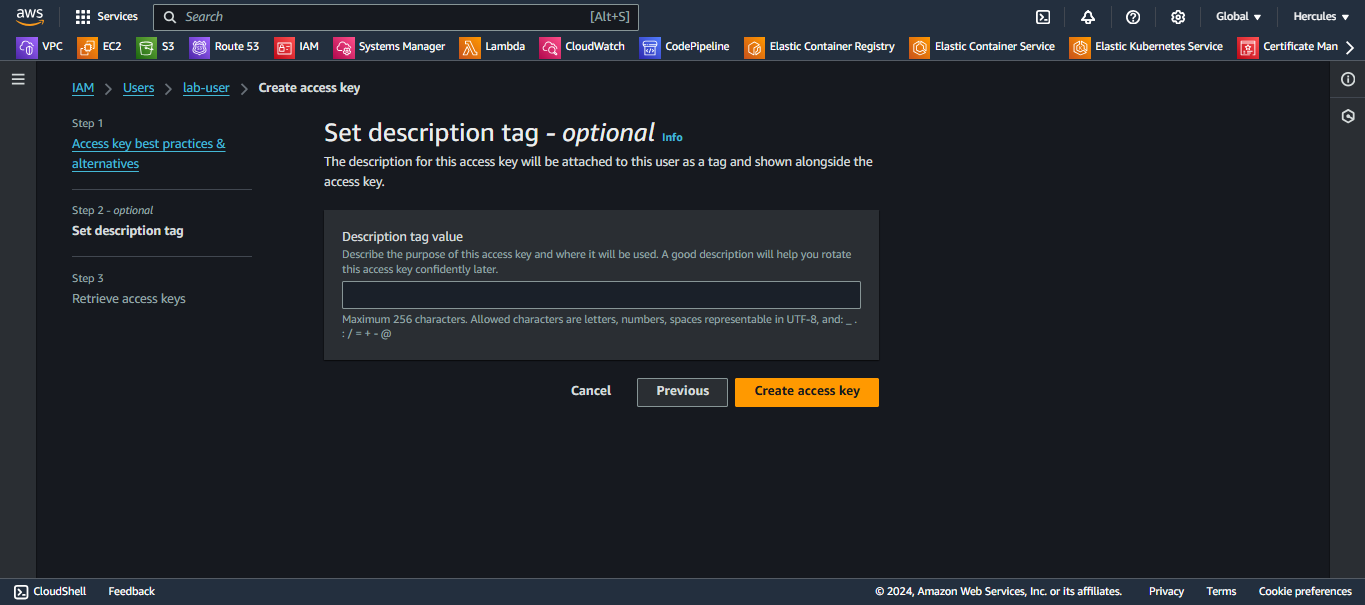 aws
Services
Search [Alt+S]
Global
Hercules
VPC EC2 S3 Route 53 IAM Systems Manager Lambda CloudWatch CodePipeline Elastic Container Registry Elastic Container Service Elastic Kubernetes Service Certificate Man
IAM Users lab-user Create access key
Step 1
Access key best practices &
alternatives
Step 2 - optional
Set description tag
Step 3
Retrieve access keys
Set description tag - optional Info
The description for this access key will be attached to this user as a tag and shown alongside the
access key.
Description tag value
Describe the purpose of this access key and where it will be used. A good description will help you rotate
this access key confidently later.
Maximum 256 characters. Allowed characters are letters, numbers, spaces representable in UTF-8, and: _ .
: / = + - @
Cancel Previous Create access key
CloudShell Feedback © 2024, Amazon Web Services, Inc. or its affiliates. Privacy Terms Cookie preferences